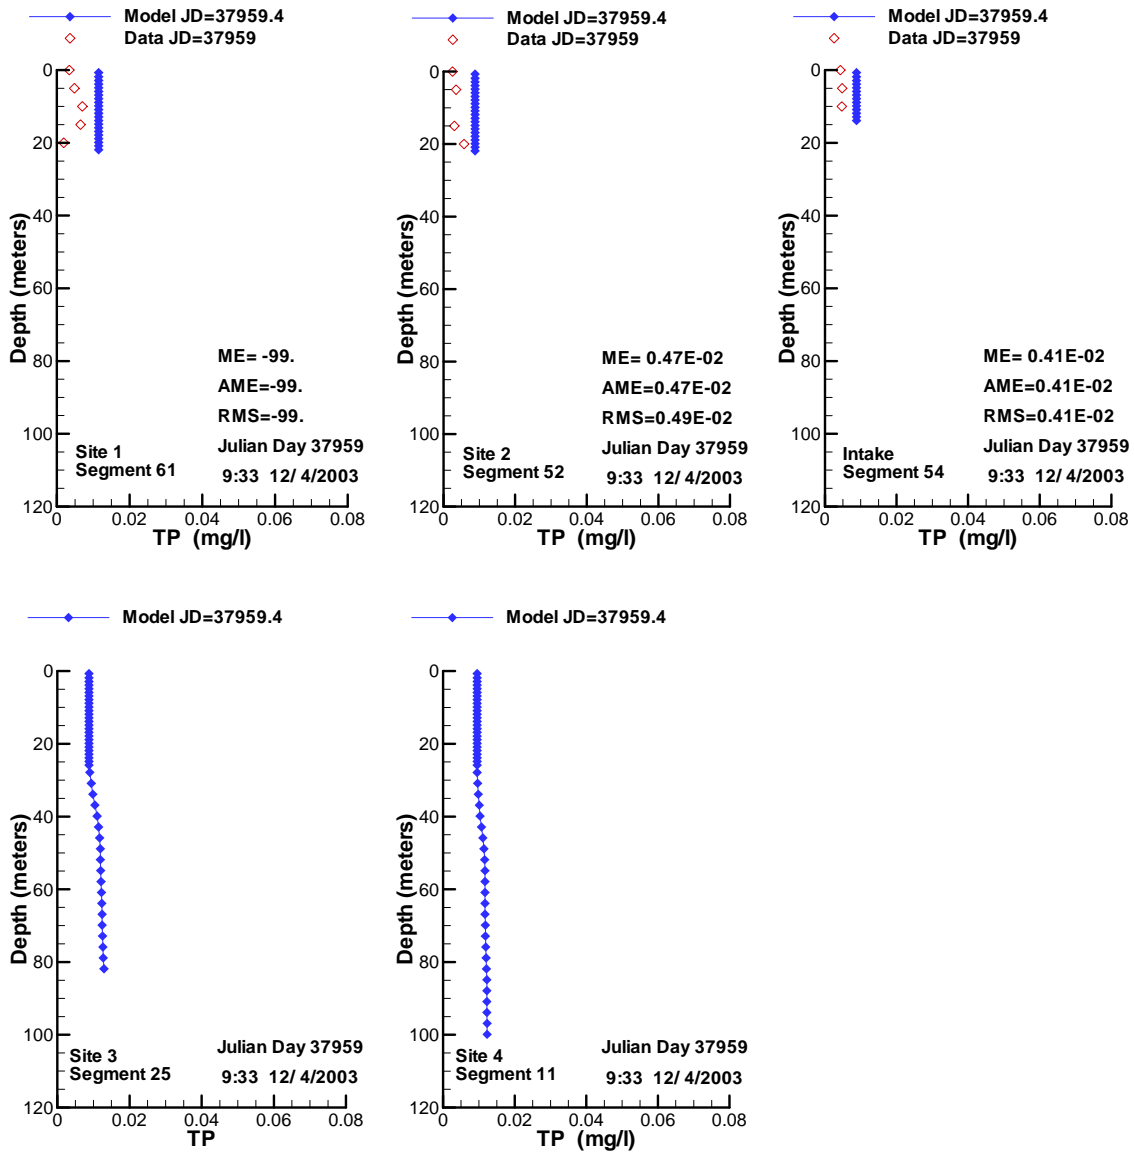 Model JD=37959.4
Data JD=37959
0
20
40
60
80
100
120
Depth (meters)
ME= -99.
AME=-99.
RMS=-99.
Julian Day 37959
9:33 12/ 4/2003
Site 1
Segment 61
0 0.02 0.04 0.06 0.08
TP (mg/l)
Model JD=37959.4
Data JD=37959
0
20
40
60
80
100
120
Depth (meters)
ME= 0.47E-02
AME=0.47E-02
RMS=0.49E-02
Julian Day 37959
9:33 12/ 4/2003
Site 2
Segment 52
0 0.02 0.04 0.06 0.08
TP (mg/l)
Model JD=37959.4
Data JD=37959
0
20
40
60
80
100
120
Depth (meters)
ME= 0.41E-02
AME=0.41E-02
RMS=0.41E-02
Julian Day 37959
9:33 12/ 4/2003
Intake
Segment 54
0 0.02 0.04 0.06 0.08
TP (mg/l)
Model JD=37959.4
0
20
40
60
80
100
120
Depth (meters)
Site 3
Segment 25
Julian Day 37959
9:33 12/ 4/2003
0 0.02 0.04 0.06 0.08
TP
Model JD=37959.4
0
20
40
60
80
100
120
Depth (meters)
Site 4
Segment 11
Julian Day 37959
9:33 12/ 4/2003
0 0.02 0.04 0.06 0.08
TP (mg/l)